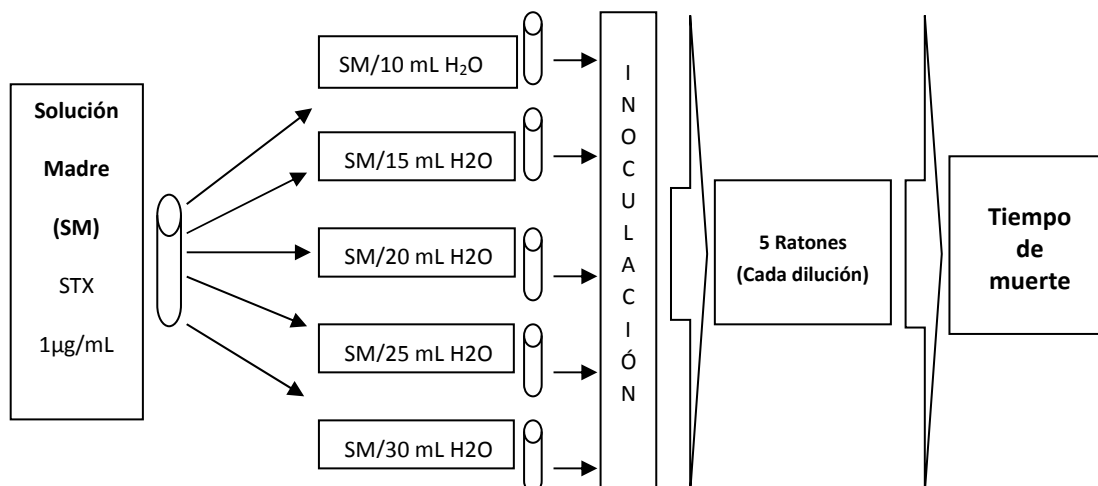 Solución
Madre
(SM)
STX
1µg/mL
SM/10 mL H₂O
SM/15 mL H2O
SM/20 mL H2O
SM/25 mL H2O
SM/30 mL H2O
I
N
O
C
U
L
A
C
I
Ó
N
5 Ratones
(Cada dilución)
Tiempo
de
muerte